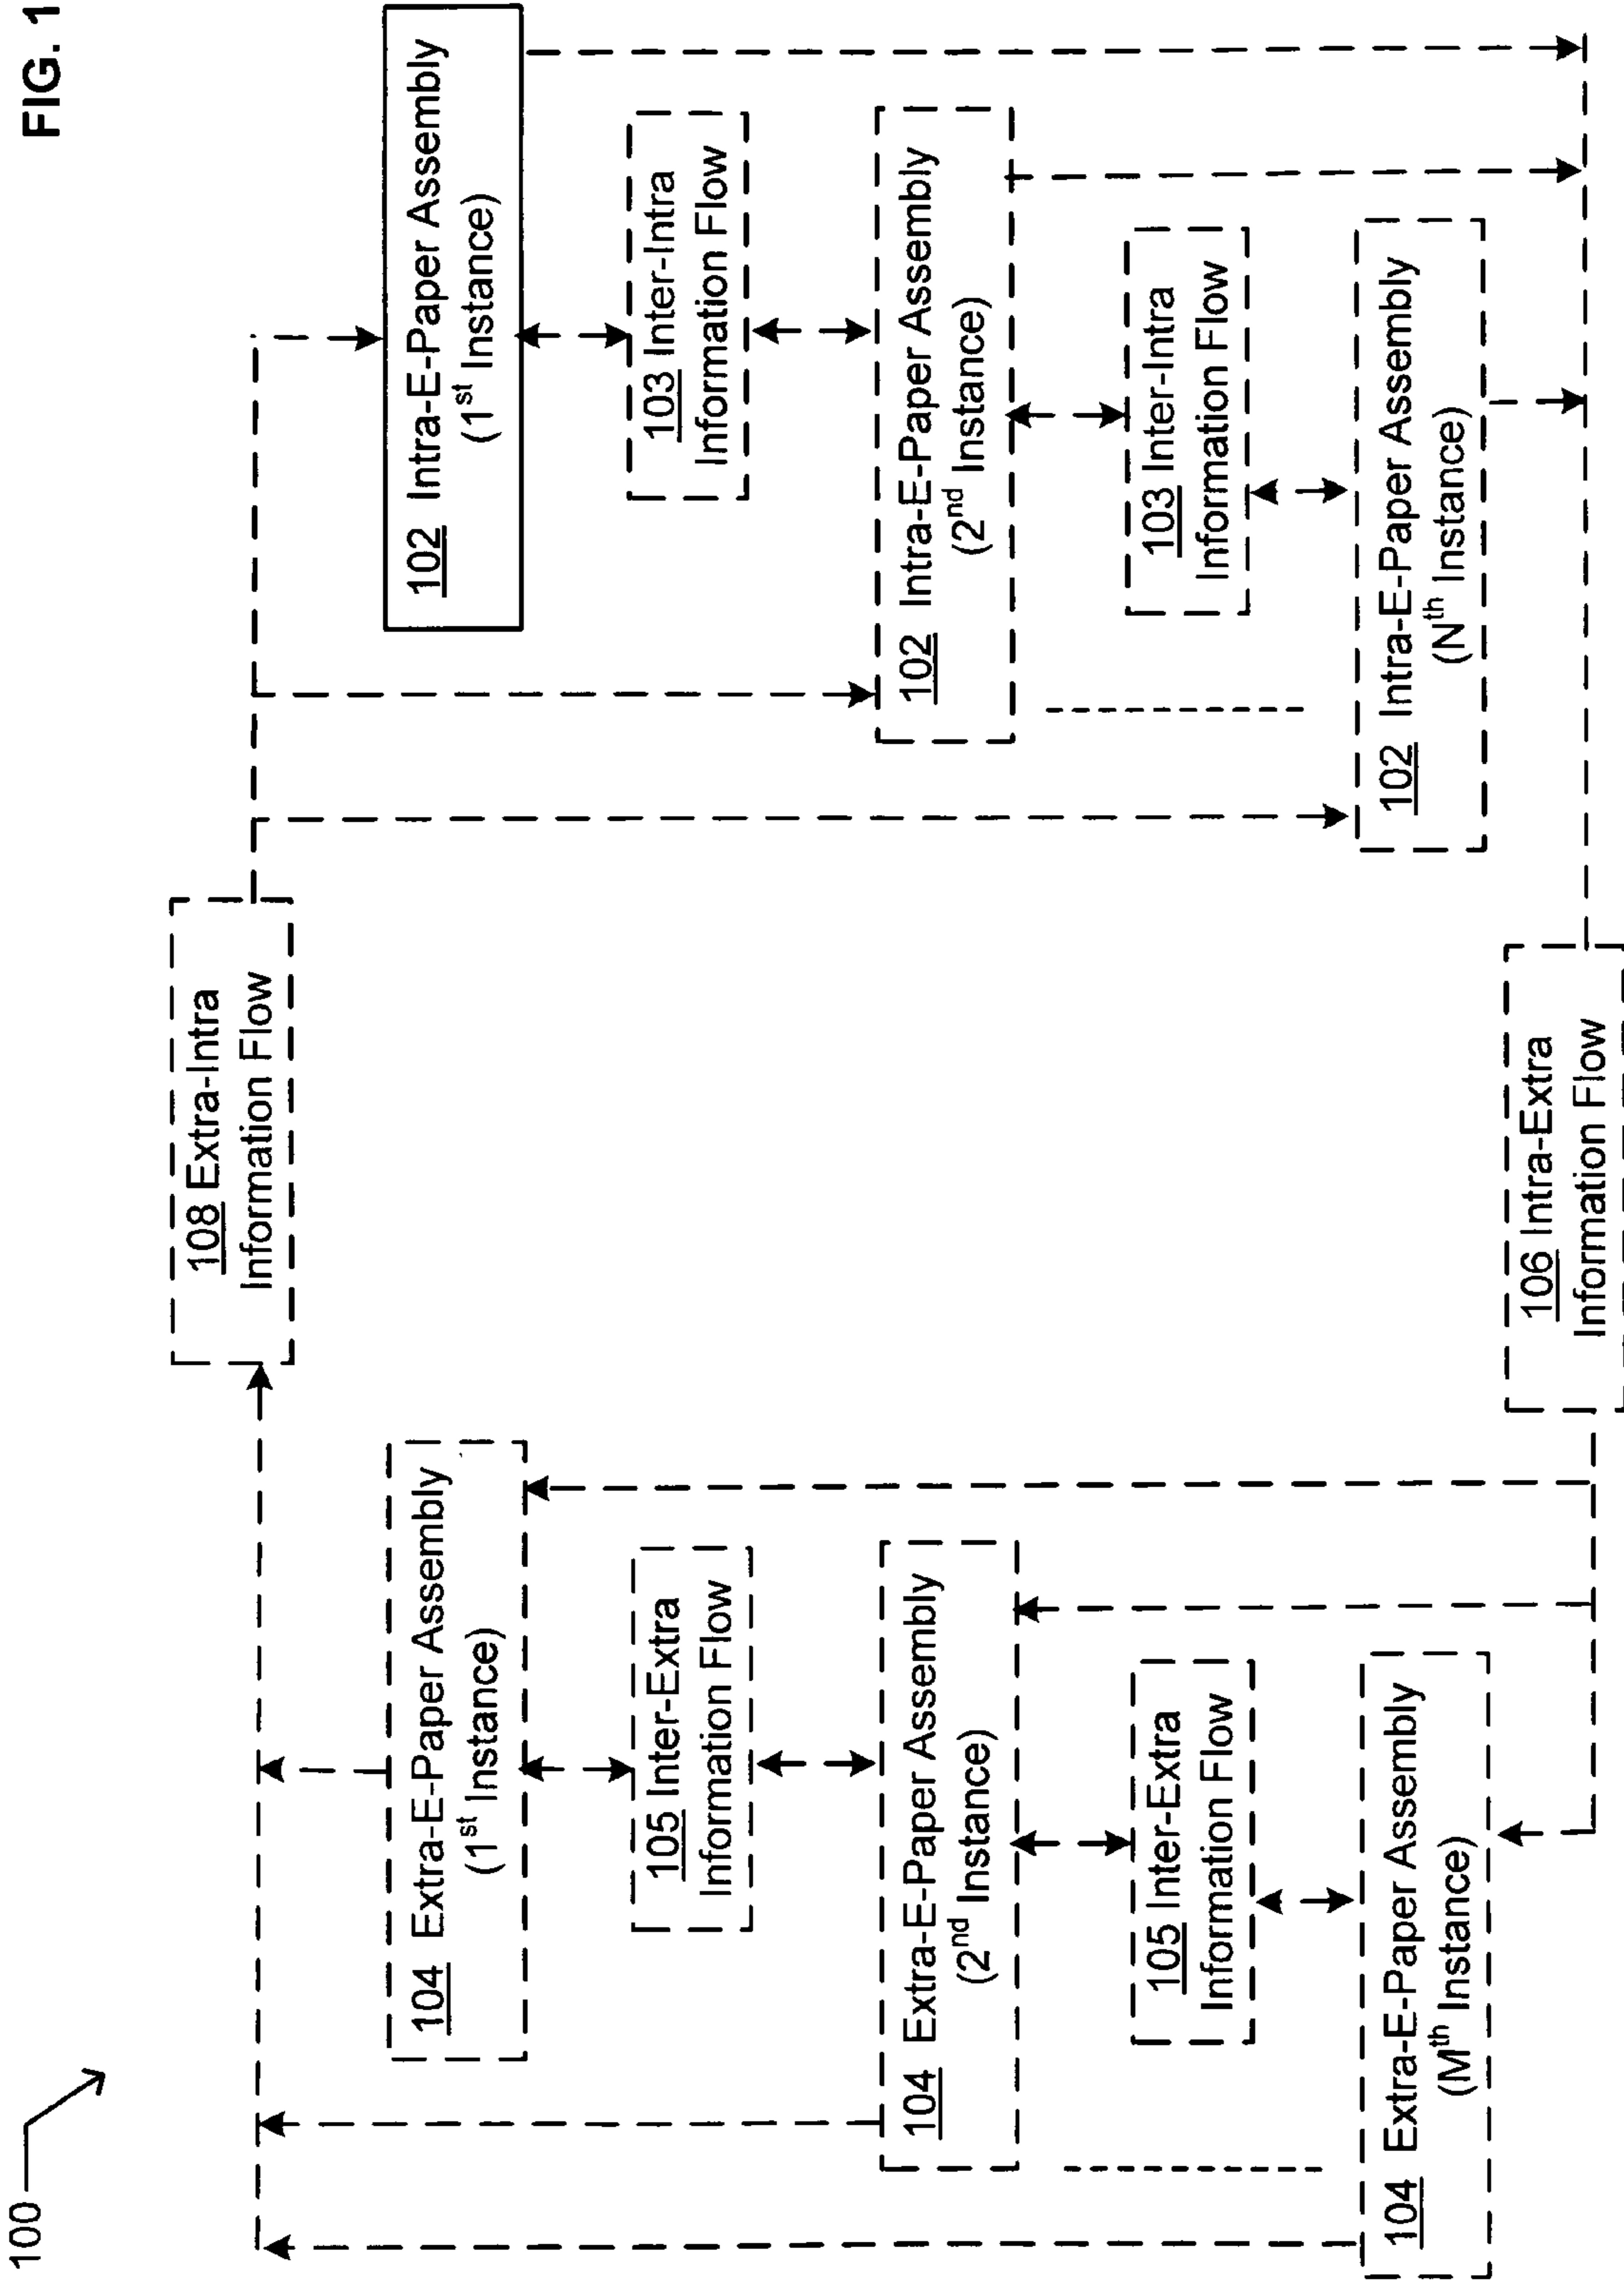 FIG. 1
100
108 Extra-Intra
Information Flow
104 Extra-E-Paper Assembly
(1st Instance)
102 Intra-E-Paper Assembly
(1st Instance)
105 Inter-Extra
Information Flow
103 Inter-Intra
Information Flow
104 Extra-E-Paper Assembly
(2nd Instance)
102 Intra-E-Paper Assembly
(2nd Instance)
105 Inter-Extra
Information Flow
103 Inter-Intra
Information Flow
104 Extra-E-Paper Assembly
(Mth Instance)
102 Intra-E-Paper Assembly
(Nth Instance)
106 Intra-Extra
Information Flow